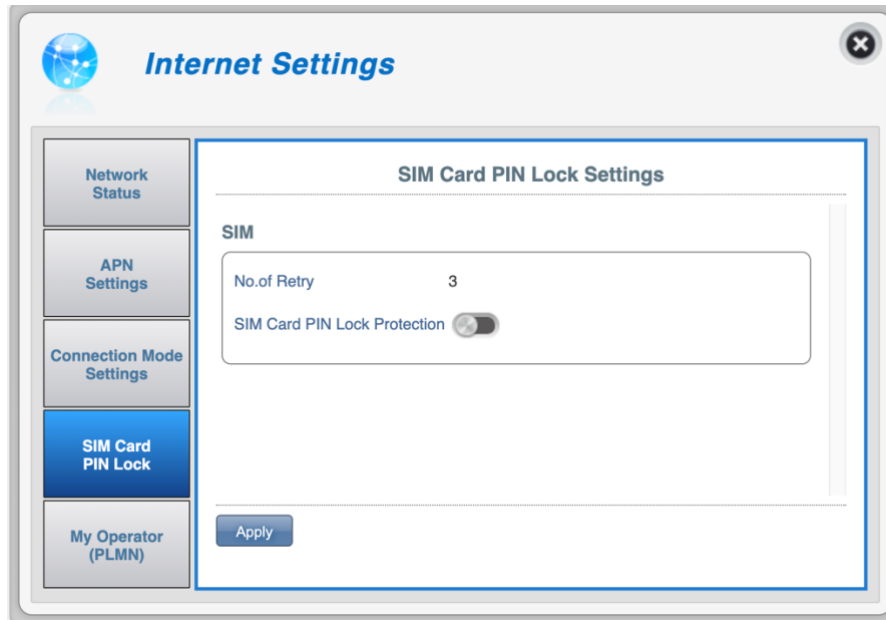 Internet Settings
Network
Status
APN
Settings
Connection Mode
Settings
SIM Card
PIN Lock
My Operator
(PLMN)
SIM Card PIN Lock Settings
SIM
No.of Retry 3
SIM Card PIN Lock Protection
Apply